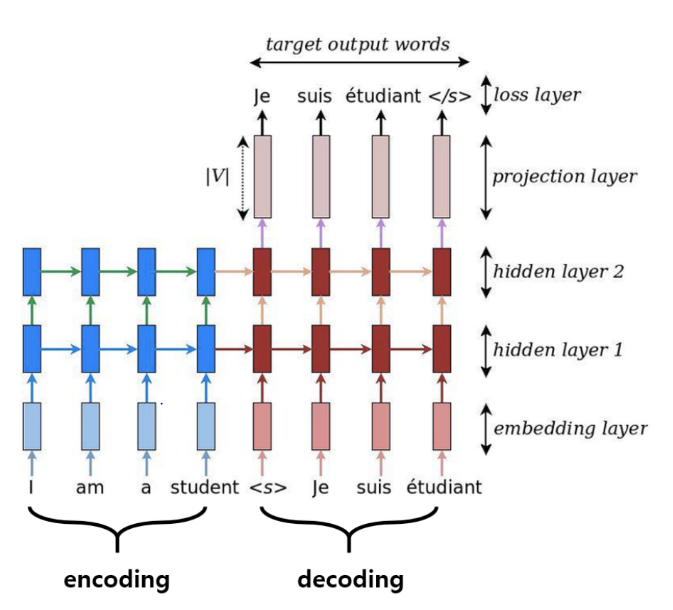 target output words
Je suis étudiant </s> loss layer
|V| projection layer
hidden layer 2
hidden layer 1
embedding layer
I am a student <s> Je suis étudiant
encoding decoding